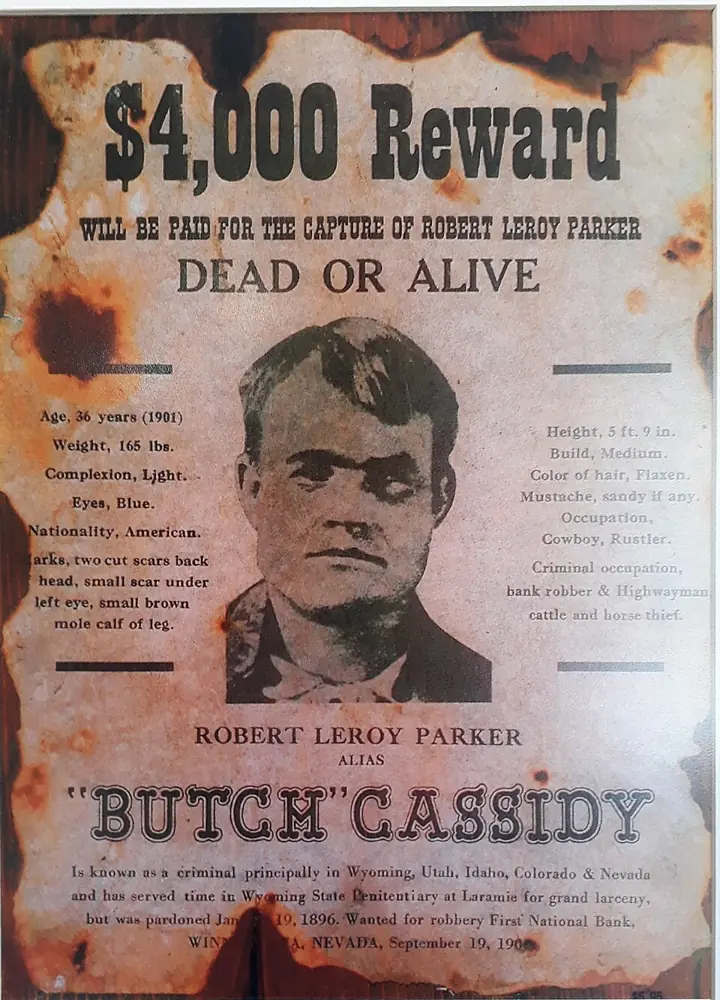 $4,000 Reward
WILL BE PAID FOR THE CAPTURE OF ROBERT LEROY PARKER
DEAD OR ALIVE
Age, 36 years (1901)
Weight, 165 lbs.
Complexion, Light.
Eyes, Blue.
Nationality, American.
arks, two cut scars back
head, small scar under
left eye, small brown
mole calf of leg.
Height, 5 ft. 9 in.
Build, Medium.
Color of hair, Flaxen.
Mustache, sandy if any.
Occupation,
Cowboy, Rustler.
Criminal occupation,
bank robber & Highwayman
cattle and horse thief.
ROBERT LEROY PARKER
ALIAS
"BUTCH" CASSIDY
Is known as a criminal principally in Wyoming, Utah, Idaho, Colorado & Nevada
and has served time in Wyoming State Penitentiary at Laramie for grand larceny,
but was pardoned Jan 19, 1896. Wanted for robbery First National Bank,
NEVADA, September 19,